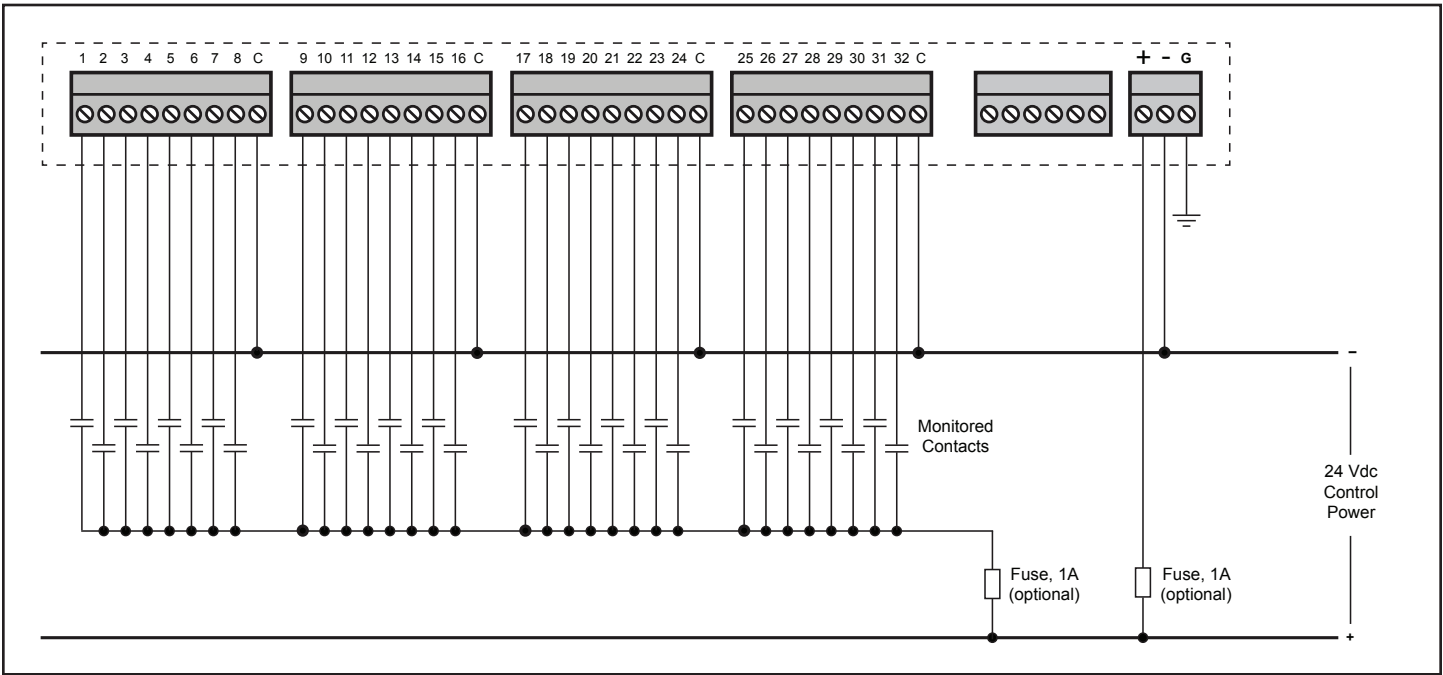 1 2 3 4 5 6 7 8 C 9 10 11 12 13 14 15 16 C 17 18 19 20 21 22 23 24 C 25 26 27 28 29 30 31 32 C + − G
−
Monitored
Contacts
24 Vdc
Control
Power
Fuse, 1A
(optional)
Fuse, 1A
(optional)
+